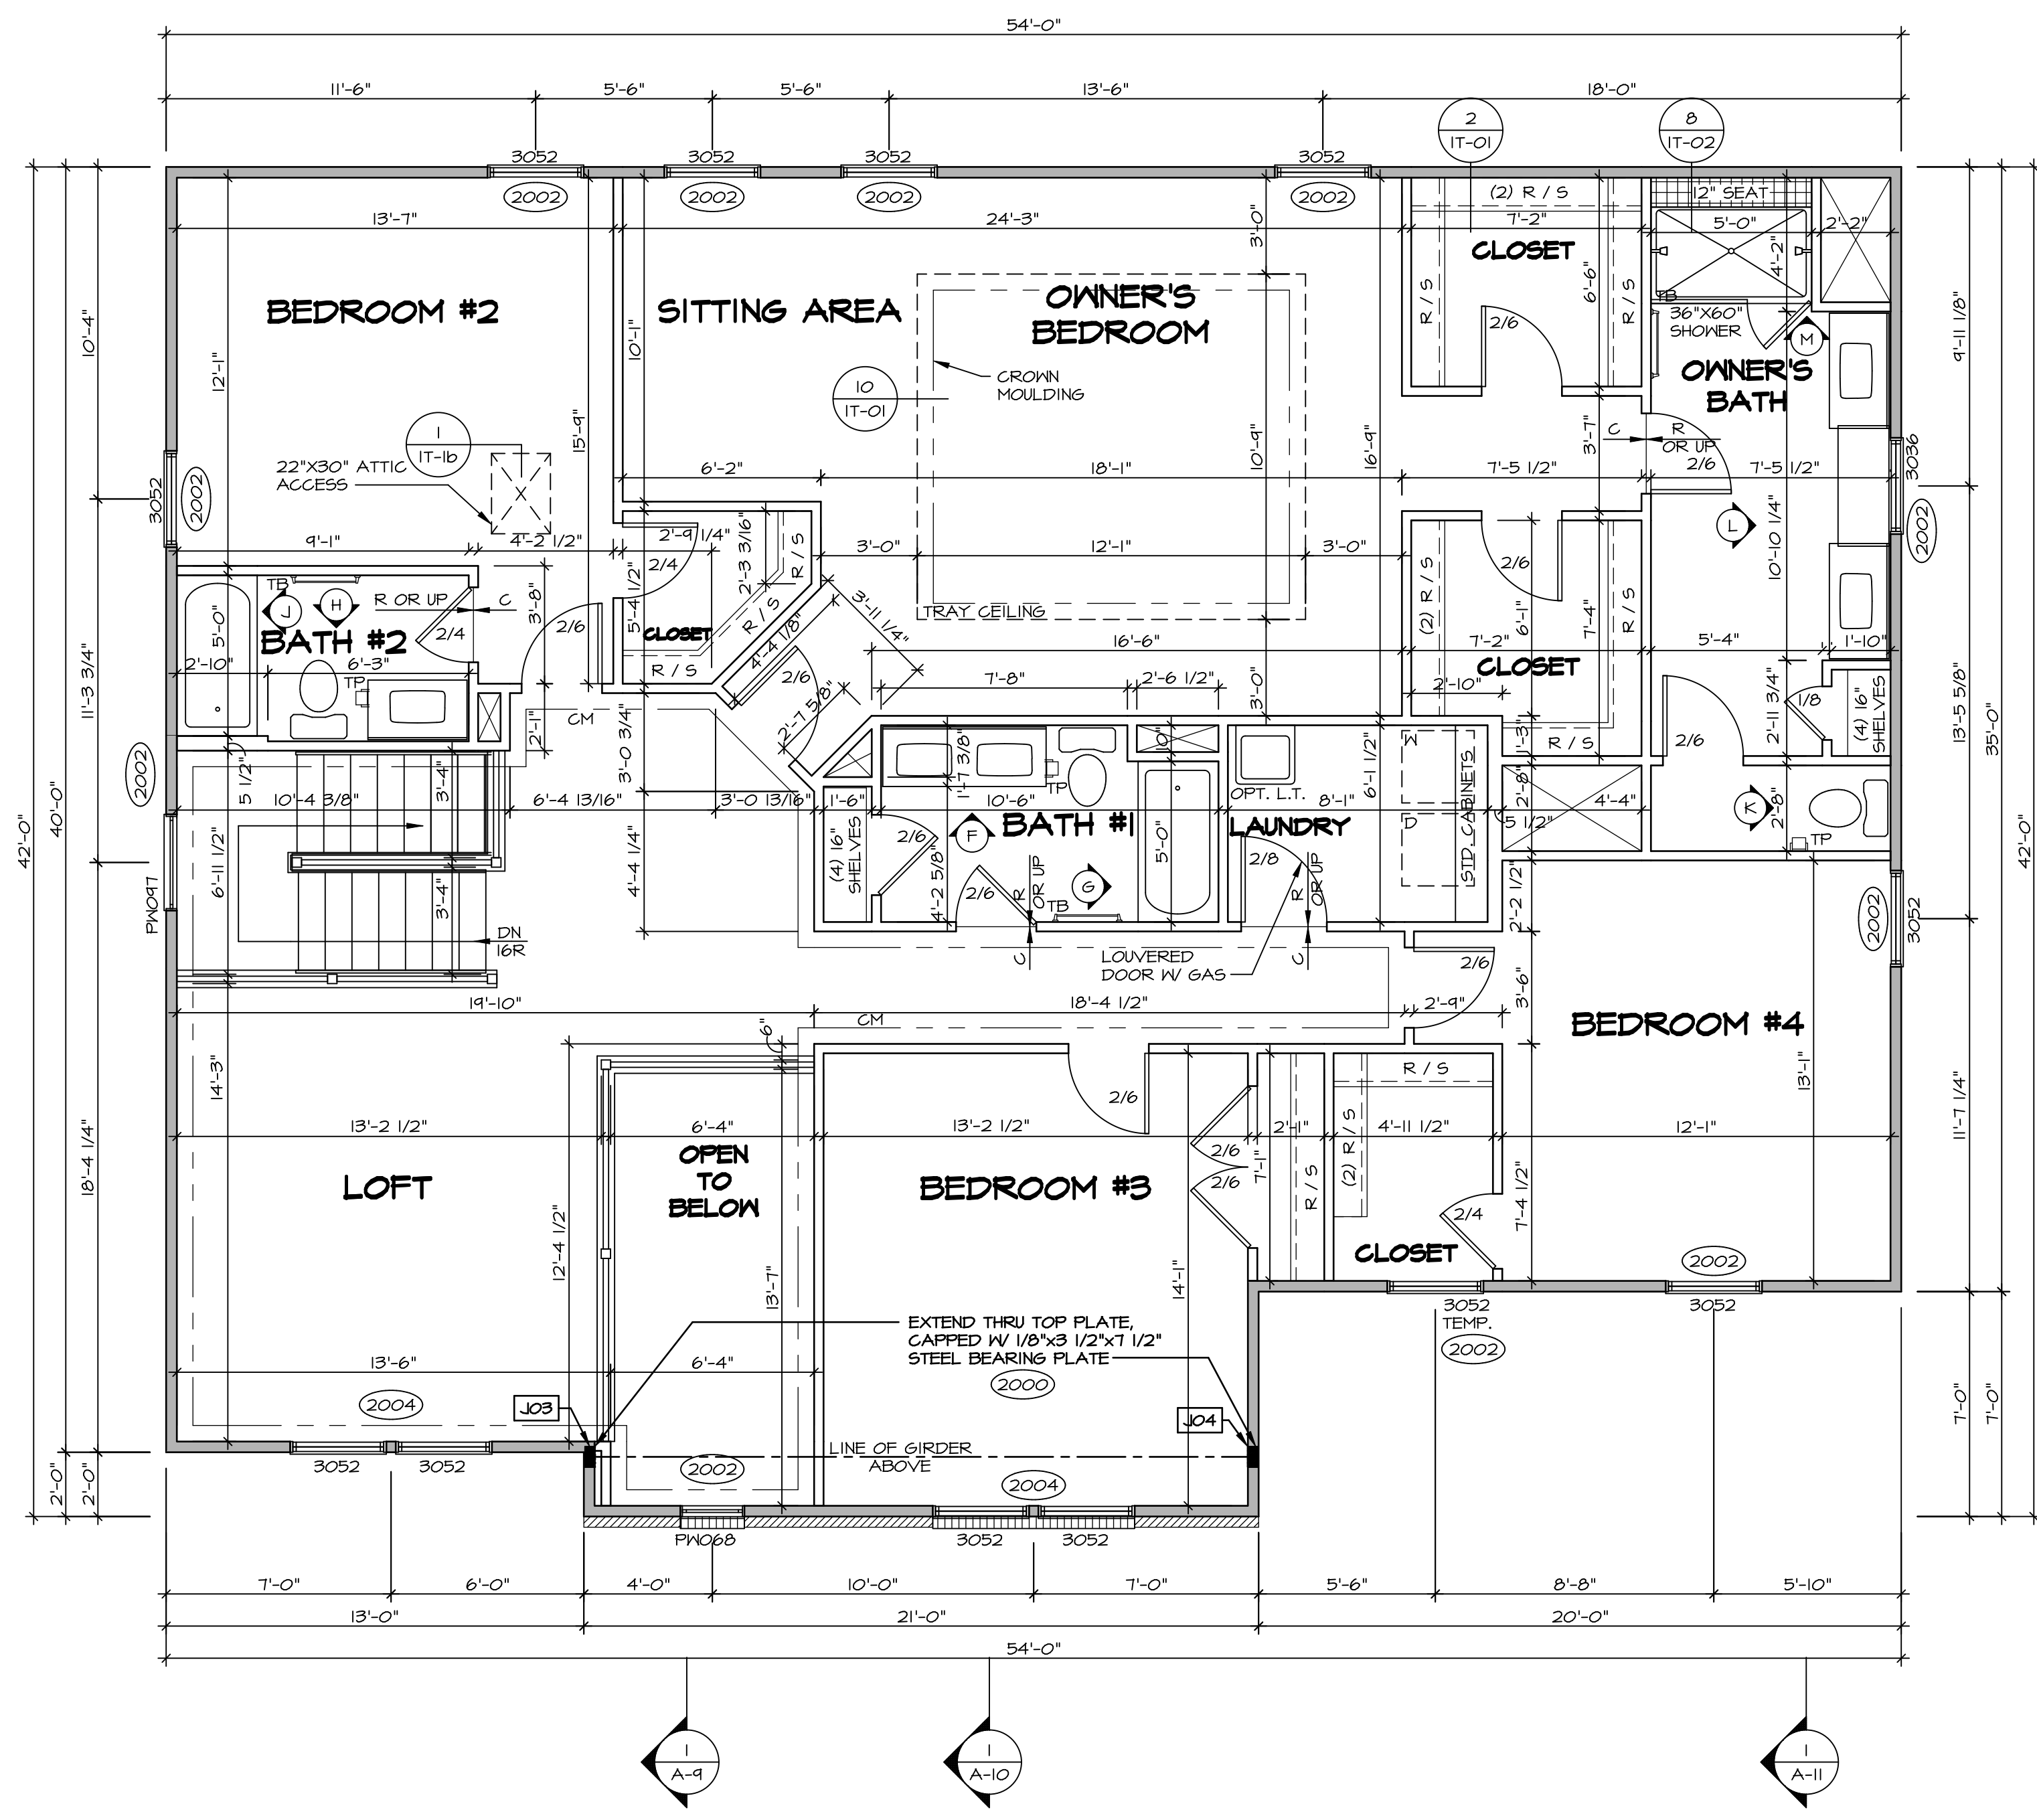 54'-0"
11'-6" 5'-6" 5'-6" 13'-6" 18'-0"
2 8
IT-01 IT-02
3052 3052 3052 3052
2002 2002 2002 2002
(2) R / S 12" SEAT
13'-7" 24'-3" 3'-0" 7'-2" 5'-0" 2'-2"
CLOSET
4'-2"
6'-6"
R / S R / S
TB
BEDROOM #2 SITTING AREA OWNER'S
BEDROOM
2/6
36"X60"
SHOWER
M
10'-4" 12'-1" 10'-1" 9'-11 1/8"
CROWN
MOULDING
10
IT-01
OWNER'S
BATH
1
IT-1b
15'-9" 10'-9" 16'-9" 3'-7"
C R
OR UP
2/6
3036
22"X30" ATTIC
ACCESS
6'-2" 18'-1" 7'-5 1/2" 7'-5 1/2"
3052 2002
L 2002
9'-1" 4'-2 1/2" 2'-9 1/4" 2'-3 3/16" R / S 3'-0" 12'-1" 3'-0" 10'-10 1/4"
2/4 2/6
TB J H R OR UP C 3'-8" 5'-4 1/2" R / S
TRAY CEILING
(2) R / S 6'-1" 7'-4" R / S
5'-0" 2/4 2/6 3'-11 1/4"
BATH #2 CLOSET 4'-4 1/8"
16'-6" 7'-2" 5'-4" 1'-10"
2'-10" 6'-3" R / S
CLOSET
TP 2/6 7'-8" 2'-6 1/2" 3'-0" 2'-10"
42'-0" 40'-0" 11'-3 3/4" 2'-1" CM 2'-7 5/8"
2'-11 3/4" 1/8 (4) 16"
SHELVES
13'-5 5/8" 35'-0" 42'-0"
3'-0 3/4" 1'-3" R / S 2/6
2002 5 1/2" 3'-4" 1'-7 3/8" 6'-1 1/2" W 2'-8"
TP OPT. L.T.
10'-4 3/8" 6'-4 13/16" 3'-0 13/16" 1'-6" 10'-6" 8'-1" 5 1/2" 4'-4"
BATH #1 LAUNDRY D STD. CABINETS K 2'-8" TP
6'-11 1/2" 4'-4 1/4" 2/6 F 5'-0" 2/8
(4) 16"
SHELVES
3'-4" 4'-2 5/8" 2/6 R
OR UP
G TB R
OR UP
2'-2 1/2"
PW097 2002 3052
DN
16R
C C
LOUVERED
DOOR W/ GAS
2/6
19'-10" 18'-4 1/2" 2'-9" 3'-6"
CM
6"
BEDROOM #4
14'-3" 2/6 R / S 13'-1"
13'-2 1/2" 6'-4" 13'-2 1/2" 2'-1" 4'-11 1/2" 12'-1"
18'-4 1/4" 11'-7 1/4"
OPEN
TO
BELOW
2/6
2/6
7'-1" R / S (2) R / S 7'-4 1/2"
LOFT BEDROOM #3
12'-4 1/2" 2/4
CLOSET
13'-7" 14'-1" 2002
3052 3052
TEMP.
2002
EXTEND THRU TOP PLATE,
CAPPED W/ 1/8"x3 1/2"x7 1/2"
STEEL BEARING PLATE
13'-6" 6'-4"
2000
2004 J03 J04 7'-0" 7'-0"
LINE OF GIRDER
ABOVE
3052 3052 2002 2004
2'-0" 2'-0"
PW068 3052 3052
7'-0" 6'-0" 4'-0" 10'-0" 7'-0" 5'-6" 8'-8" 5'-10"
13'-0" 21'-0" 20'-0"
54'-0"
1 1 1
A-9 A-10 A-11